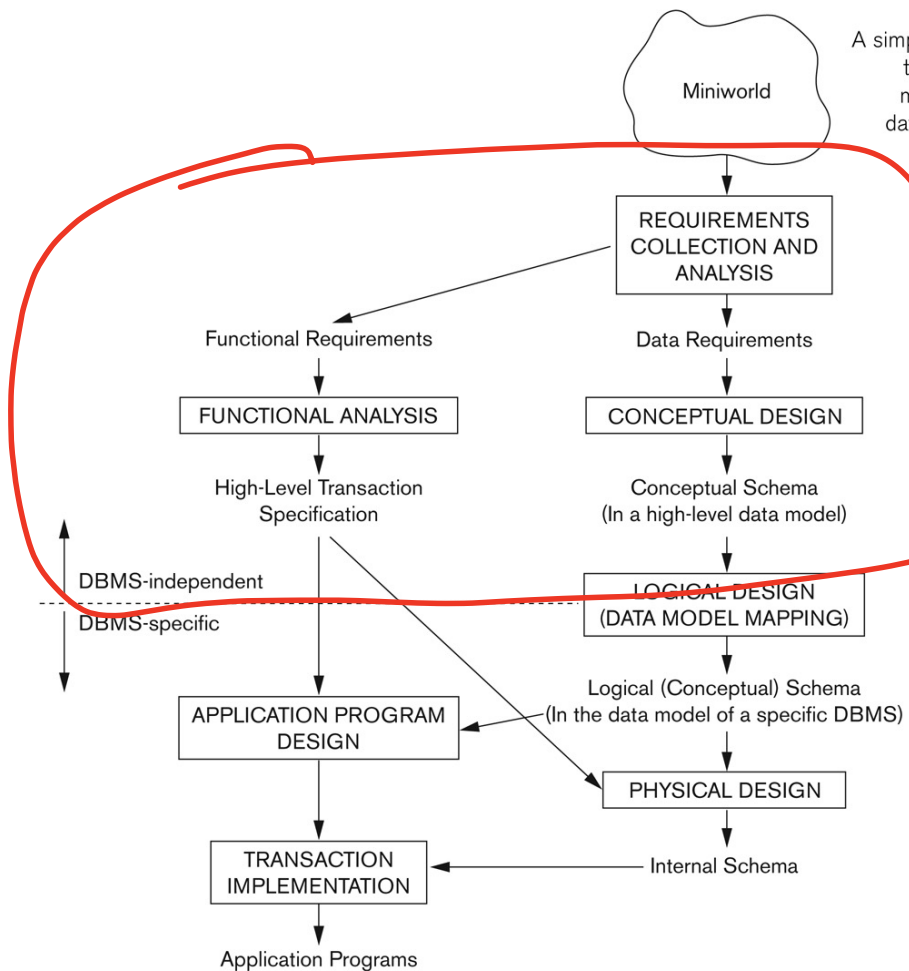 A simp
t
n
da
Miniworld
REQUIREMENTS
COLLECTION AND
ANALYSIS
Functional Requirements
Data Requirements
FUNCTIONAL ANALYSIS
CONCEPTUAL DESIGN
High-Level Transaction
Specification
Conceptual Schema
(In a high-level data model)
DBMS-independent
LOGICAL DESIGN
(DATA MODEL MAPPING)
DBMS-specific
Logical (Conceptual) Schema
(In the data model of a specific DBMS)
APPLICATION PROGRAM
DESIGN
PHYSICAL DESIGN
TRANSACTION
IMPLEMENTATION
Internal Schema
Application Programs